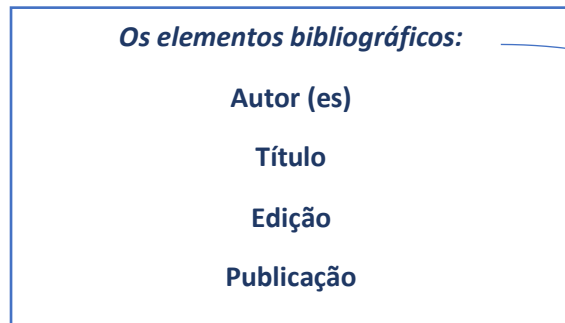 Os elementos bibliográficos:
Autor (es)
Título
Edição
Publicação